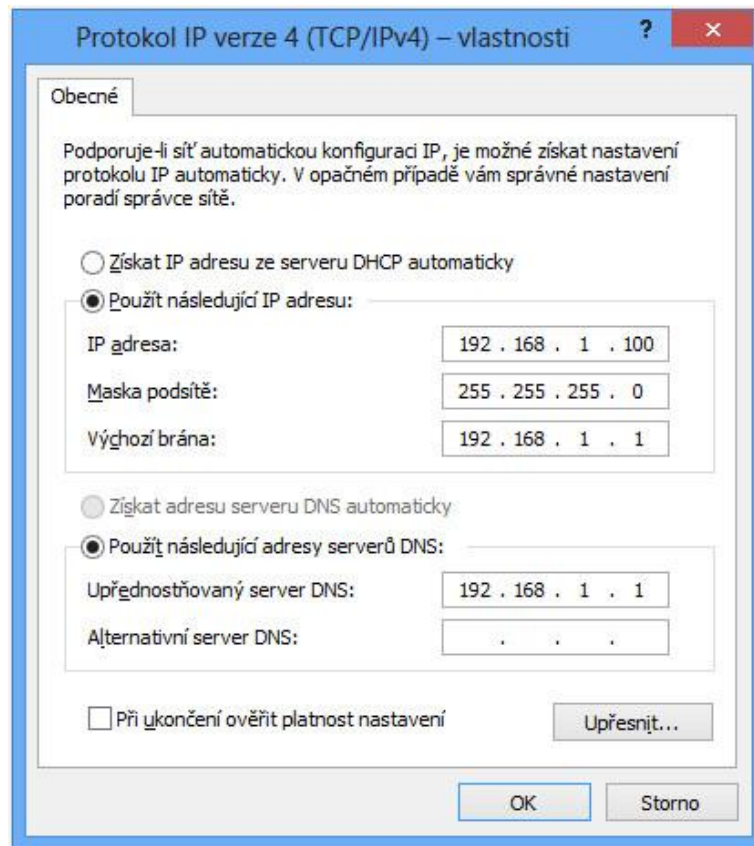 Protokol IP verze 4 (TCP/IPv4) – vlastnosti ?
Obecné
Podporuje-li síť automatickou konfiguraci IP, je možné získat nastavení
protokolu IP automaticky. V opačném případě vám správné nastavení
poradí správce sítě.
Získat IP adresu ze serveru DHCP automaticky
Použít následující IP adresu:
IP adresa: 192 . 168 . 1 . 100
Maska podsítě: 255 . 255 . 255 . 0
Výchozí brána: 192 . 168 . 1 . 1
Získat adresu serveru DNS automaticky
Použít následující adresy serverů DNS:
Upřednostňovaný server DNS: 192 . 168 . 1 . 1
Alternativní server DNS: . . .
Při ukončení ověřit platnost nastavení Upřesnit...
OK Storno